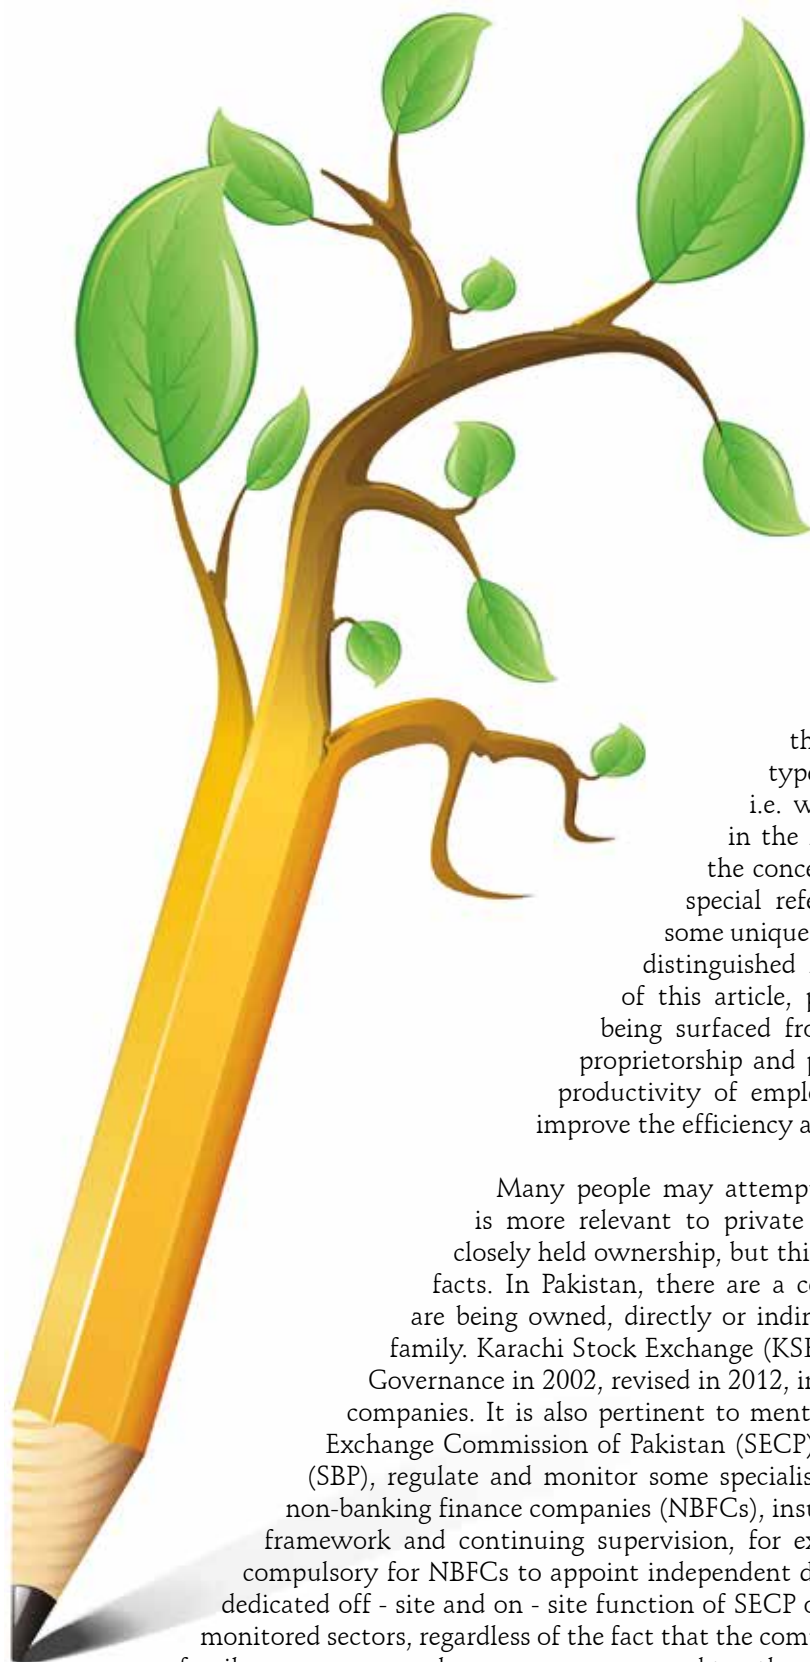 th
type
i.e. w
in the
the conce
special refe
some unique
distinguished
of this article, p
being surfaced fro
proprietorship and p
productivity of empl
improve the efficiency a
Many people may attemp
is more relevant to private
closely held ownership, but thi
facts. In Pakistan, there are a c
are being owned, directly or indir
family. Karachi Stock Exchange (KSE
Governance in 2002, revised in 2012, in
companies. It is also pertinent to ment
Exchange Commission of Pakistan (SECP)
(SBP), regulate and monitor some specialis
non-banking finance companies (NBFCs), insu
framework and continuing supervision, for ex
compulsory for NBFCs to appoint independent d
dedicated off - site and on - site function of SECP o
monitored sectors, regardless of the fact that the com